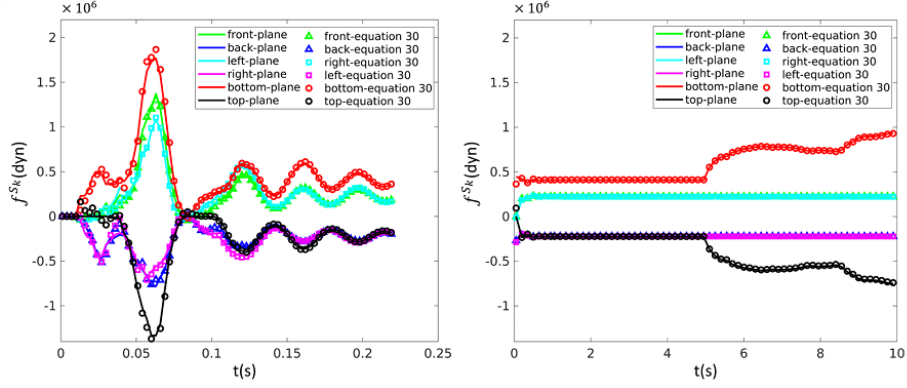 × 10⁶
2
1.5
1
0.5
0
-0.5
-1
0 0.05 0.1 0.15 0.2 0.25
t(s)
f^{S_k}(dyn)
front-plane front-equation 30
back-plane back-equation 30
left-plane right-equation 30
right-plane left-equation 30
bottom-plane bottom-equation 30
top-plane top-equation 30
× 10⁶
2
1.5
1
0.5
0
-0.5
-1
0 2 4 6 8 10
t(s)
f^{S_k}(dyn)
front-plane front-equation 30
back-plane back-equation 30
left-plane right-equation 30
right-plane left-equation 30
bottom-plane bottom-equation 30
top-plane top-equation 30